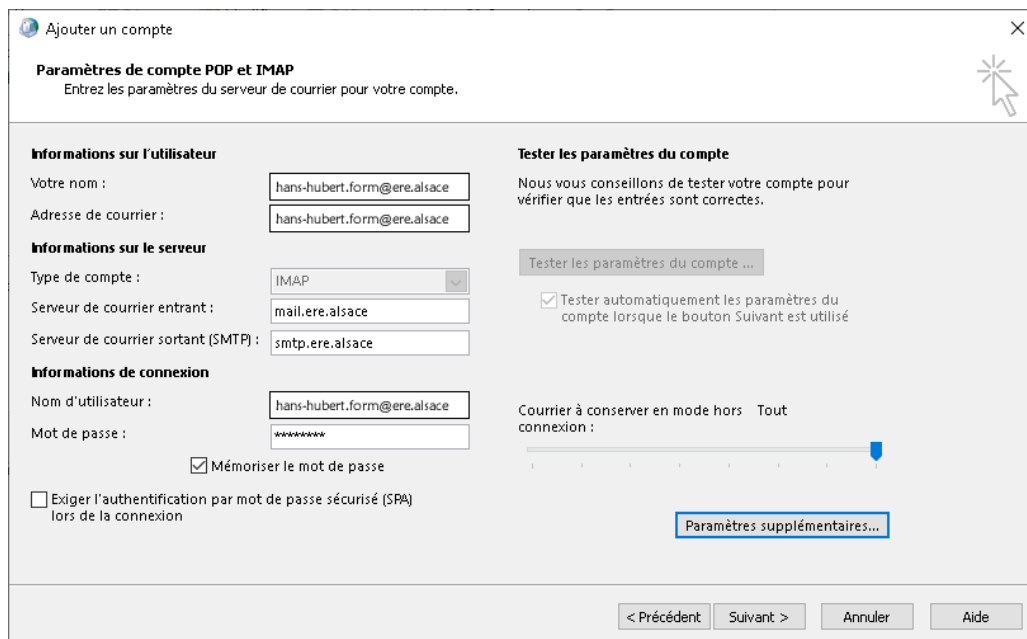 Ajouter un compte
Paramètres de compte POP et IMAP
Entrez les paramètres du serveur de courrier pour votre compte.
Informations sur l'utilisateur
Votre nom :
hans-hubert.form@ere.alsace
Adresse de courrier :
hans-hubert.form@ere.alsace
Informations sur le serveur
Type de compte :
IMAP
Serveur de courrier entrant :
mail.ere.alsace
Serveur de courrier sortant (SMTP) :
smtp.ere.alsace
Informations de connexion
Nom d'utilisateur :
hans-hubert.form@ere.alsace
Mot de passe :
********
Mémoriser le mot de passe
Exiger l'authentification par mot de passe sécurisé (SPA)
lors de la connexion
Tester les paramètres du compte
Nous vous conseillons de tester votre compte pour
vérifier que les entrées sont correctes.
Tester les paramètres du compte ...
Tester automatiquement les paramètres du
compte lorsque le bouton Suivant est utilisé
Courrier à conserver en mode hors Tout
connexion :
Paramètres supplémentaires...
< Précédent
Suivant >
Annuler
Aide